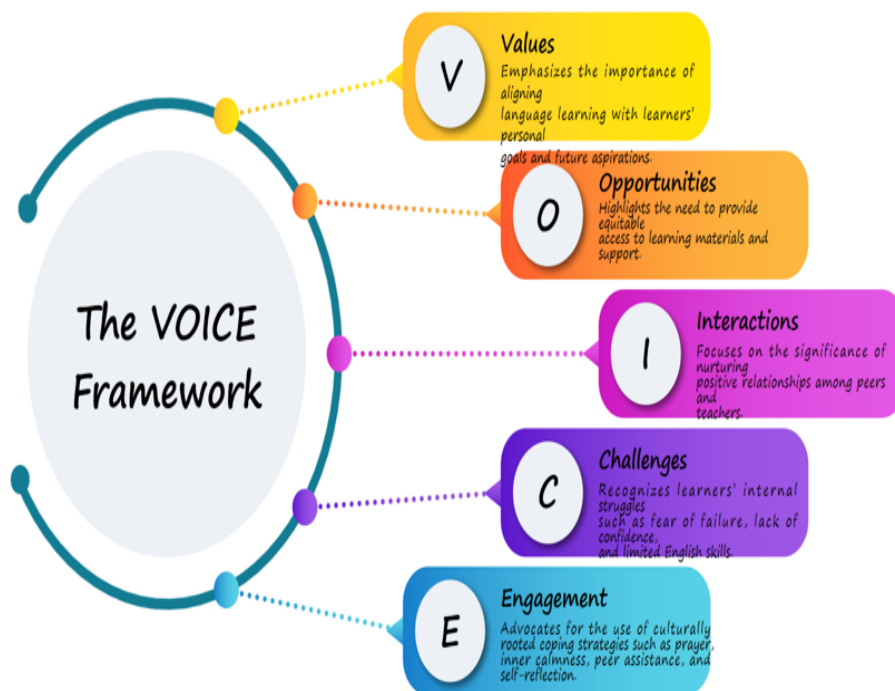 The VOICE
Framework
V
Values
Emphasizes the importance of
aligning
language learning with learners'
personal
goals and future aspirations.
O
Opportunities
Highlights the need to provide
equitable
access to learning materials and
support.
I
Interactions
Focuses on the significance of
nurturing
positive relationships among peers
and
teachers.
C
Challenges
Recognizes learners' internal
struggles
such as fear of failure, lack of
confidence,
and limited English skills.
E
Engagement
Advocates for the use of culturally
rooted coping strategies such as prayer,
inner calmness, peer assistance, and
self-reflection.